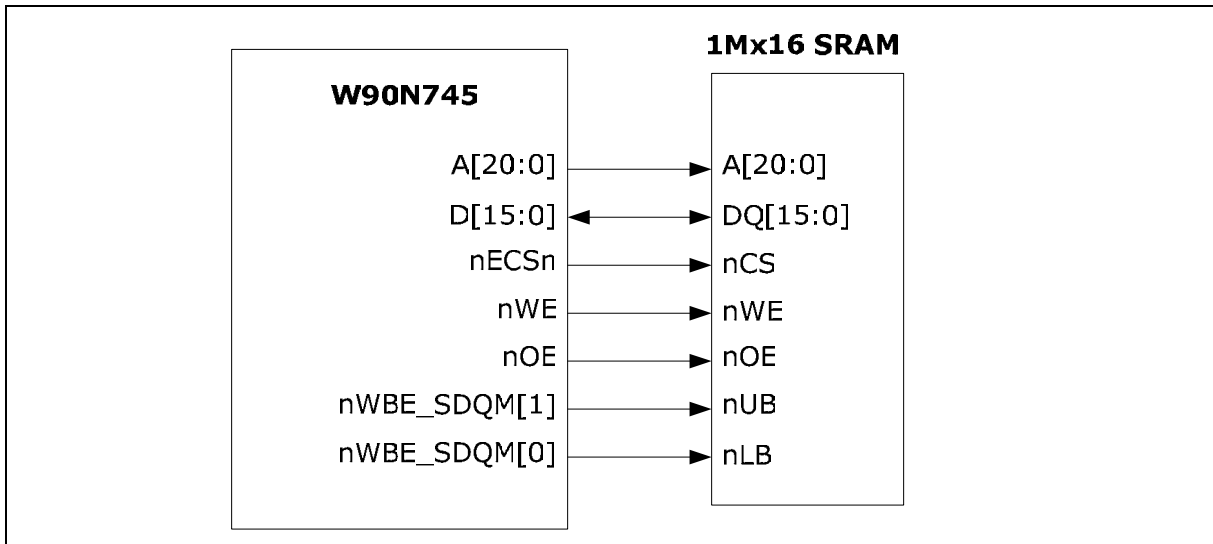 1Mx16 SRAM
W90N745
A[20:0] A[20:0]
D[15:0] DQ[15:0]
nECSn nCS
nWE nWE
nOE nOE
nWBE_SDQM[1] nUB
nWBE_SDQM[0] nLB